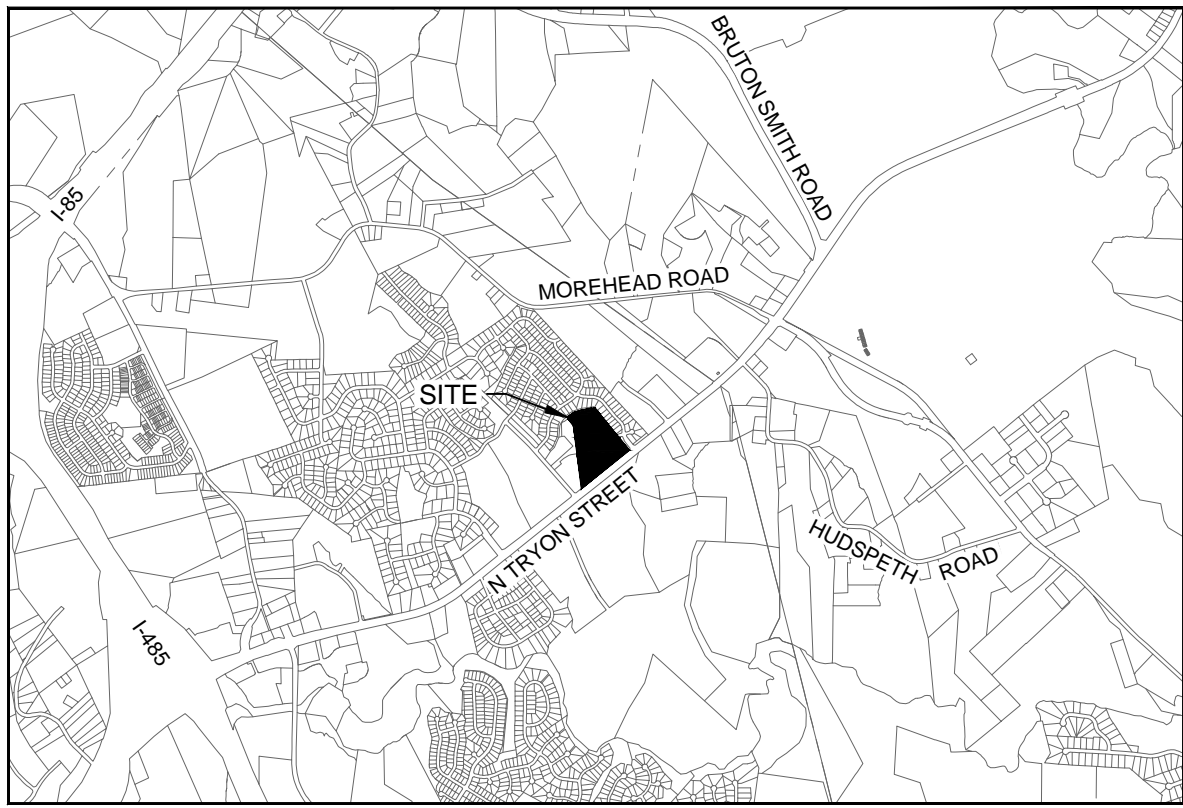 BRUTON SMITH ROAD
I-85
MOREHEAD ROAD
SITE
N TRYON STREET
HUDSPETH ROAD
I-485